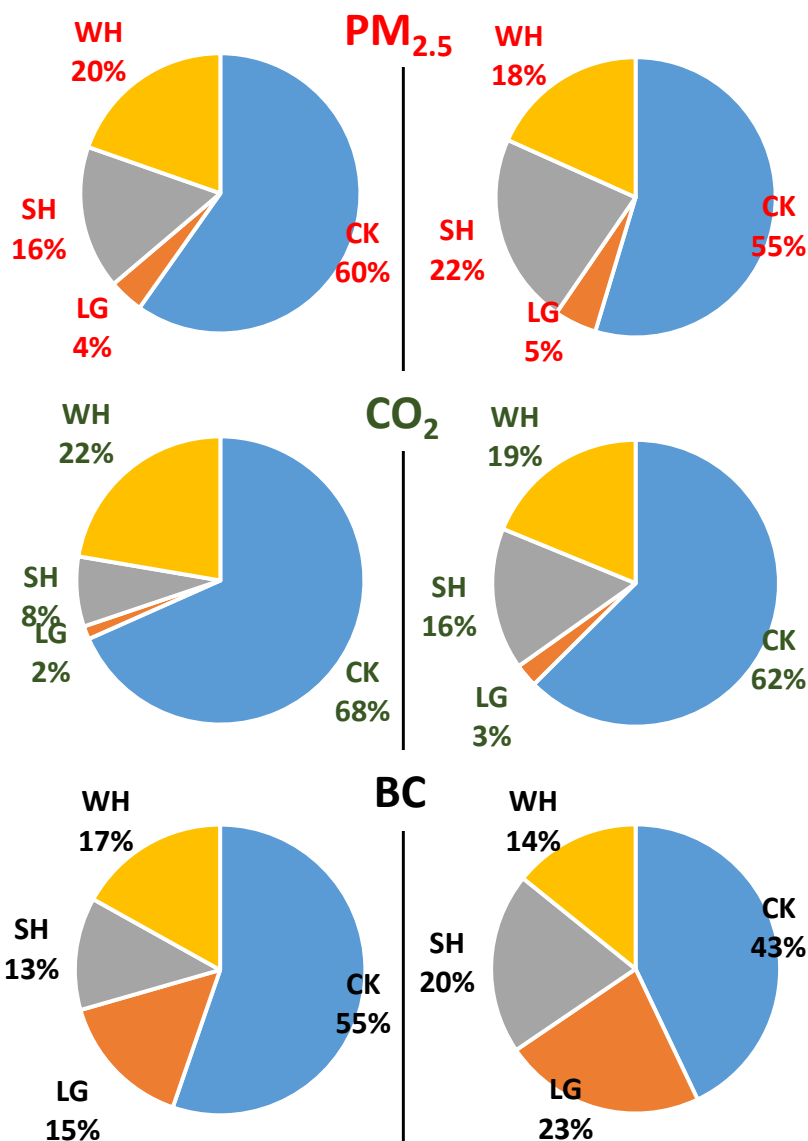 PM2.5
WH
20%
SH
16%
LG
4%
CK
60%
WH
18%
SH
22%
LG
5%
CK
55%
CO2
WH
22%
SH
8%
LG
2%
CK
68%
WH
19%
SH
16%
LG
3%
CK
62%
BC
WH
17%
SH
13%
LG
15%
CK
55%
WH
14%
SH
20%
LG
23%
CK
43%